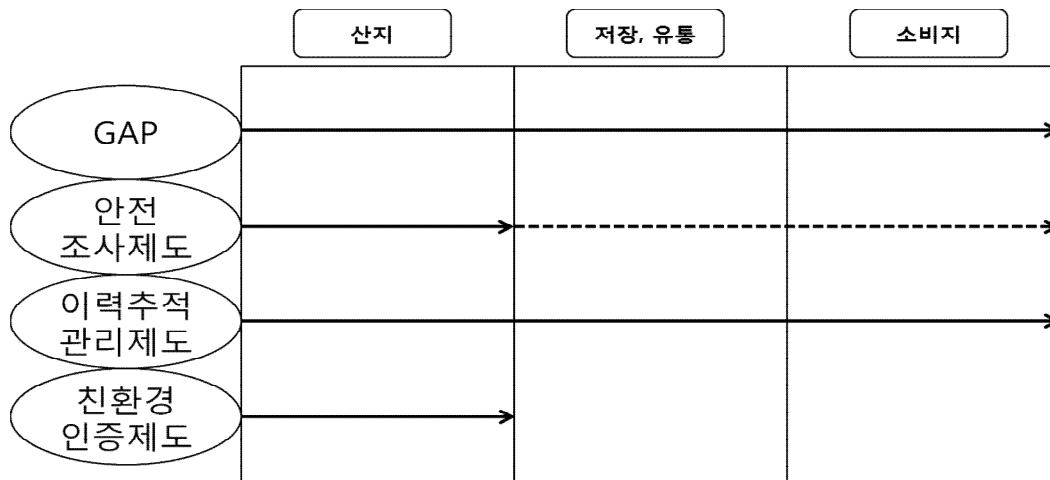 산지
저장, 유통
소비지
GAP
안전
조사제도
이력추적
관리제도
친환경
인증제도